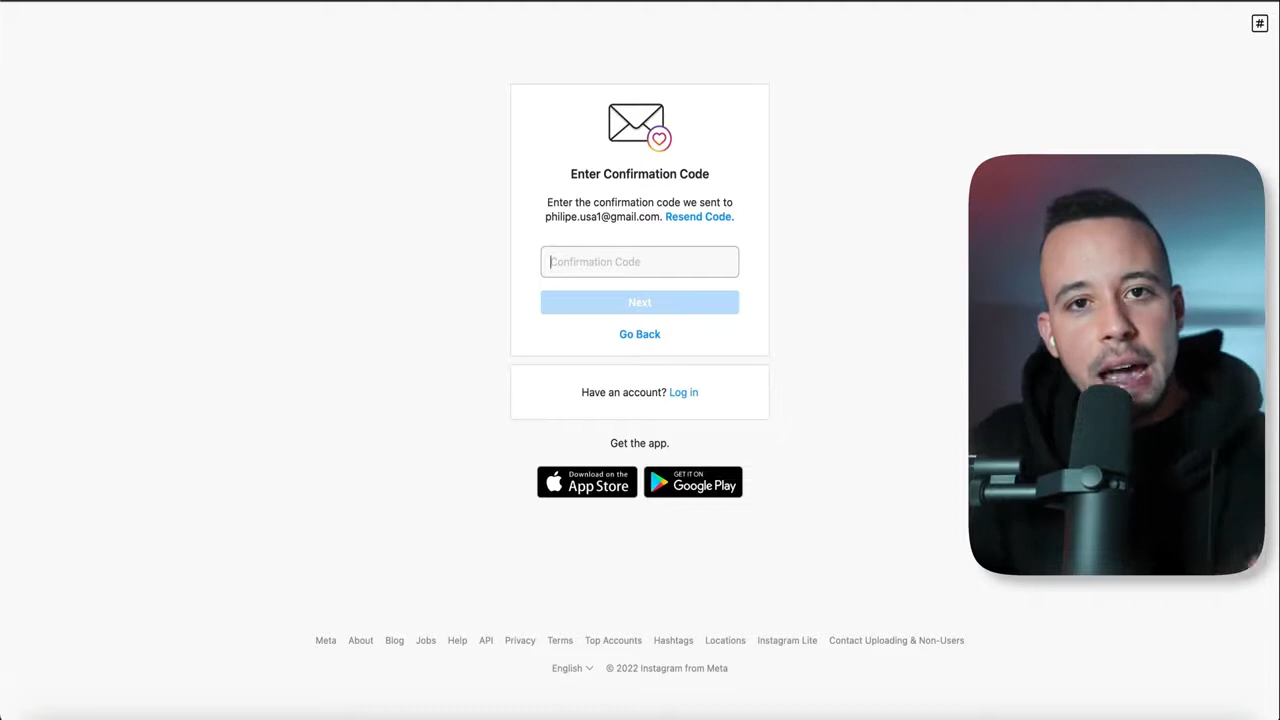 #
Enter Confirmation Code
Enter the confirmation code we sent to
philipe.usa1@gmail.com. Resend Code.
Confirmation Code
Next
Go Back
Have an account? Log in
Get the app.
Download on the
App Store
GET IT ON
Google Play
Meta About Blog Jobs Help API Privacy Terms Top Accounts Hashtags Locations Instagram Lite Contact Uploading & Non-Users
English © 2022 Instagram from Meta